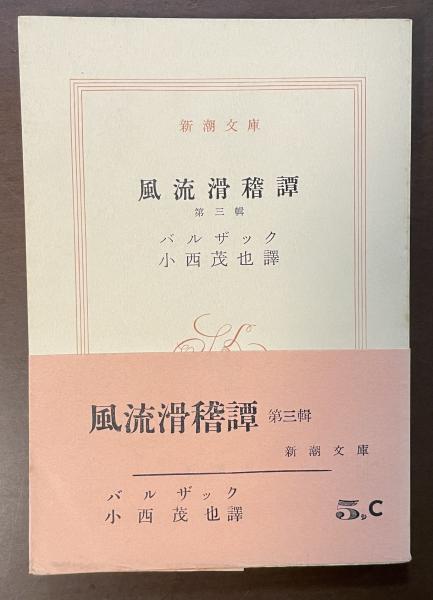 新潮文庫
風流滑稽譚
第三輯
バルザック
小西茂也譯
風流滑稽譚 第三輯
新潮文庫
バルザック
小西茂也譯
5,C